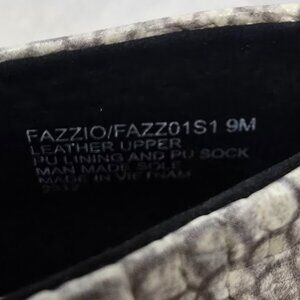 FAZZIO/FAZZ01S1 9M
LEATHER UPPER
PU LINING AND PU SOCK
MAN MADE SOLE
MADE IN VIETNAM